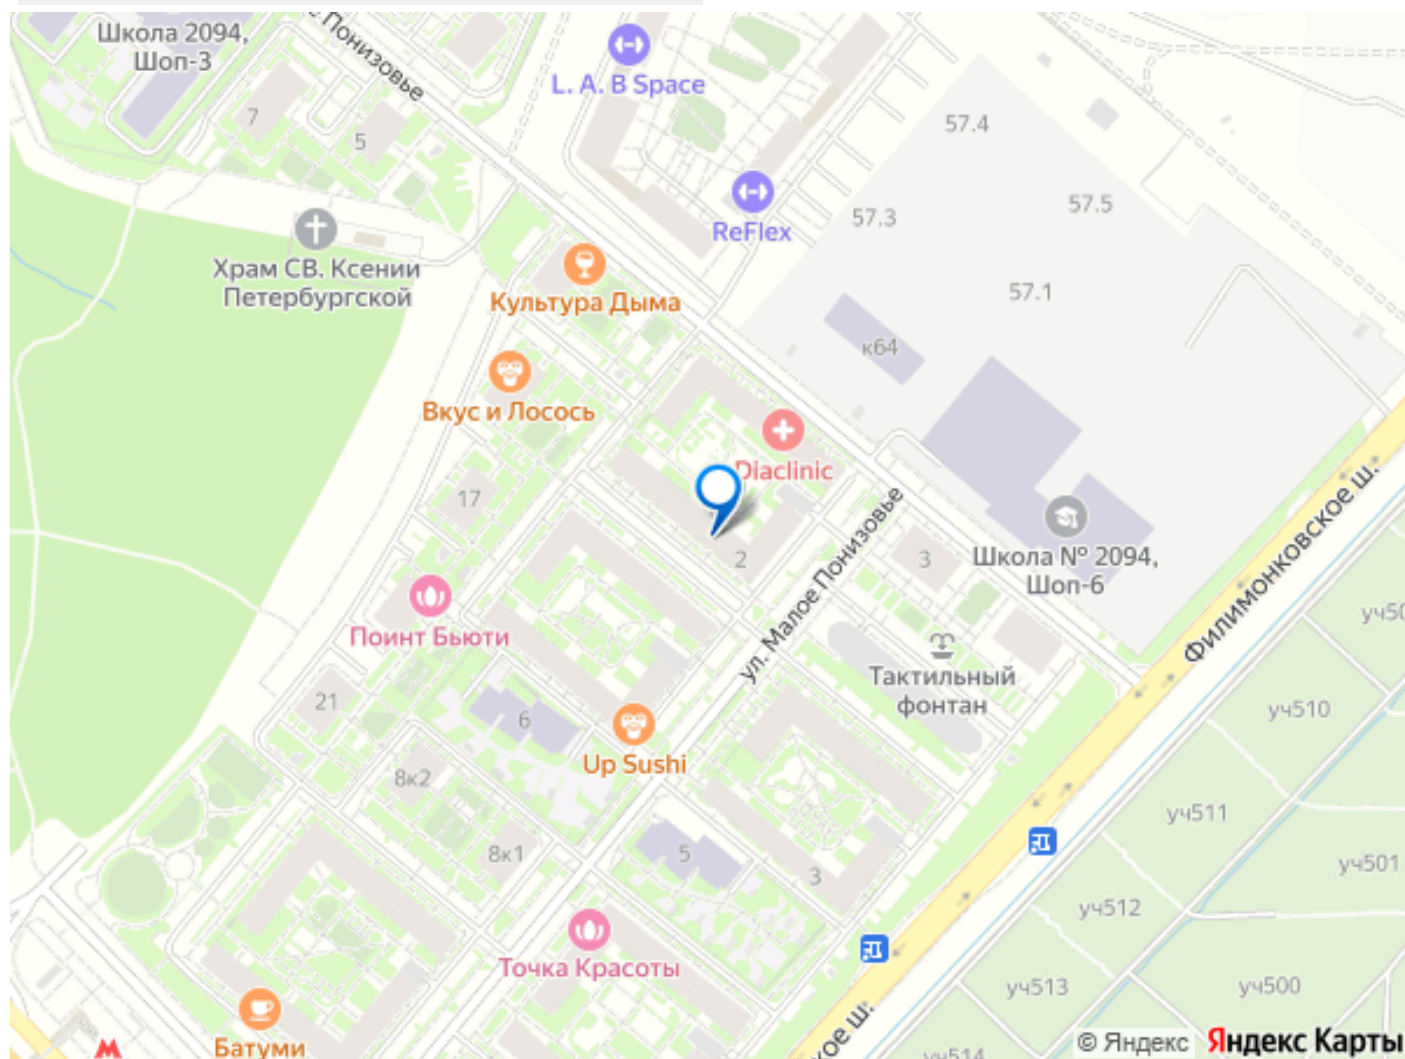 Школа 2094,
Шоп-3
Понизовье
L. A. B Space
57.4
7
5
57.5
57.3
ReFlex
Храм СВ. Ксении
Петербургской
Культура Дыма
57.1
к64
Вкус и Лосось
Diaclinic
17
Филимонковское ш.
2
3
Школа № 2094,
Шоп-6
ул. Малое Понизовье
Поинт Бьюти
Тактильный
фонтан
21
6
уч510
Up Sushi
8к2
уч511
8к1
5
уч501
3
уч512
Точка Красоты
уч513
уч500
Батуми
уч514
© Яндекс
Яндекс Карты